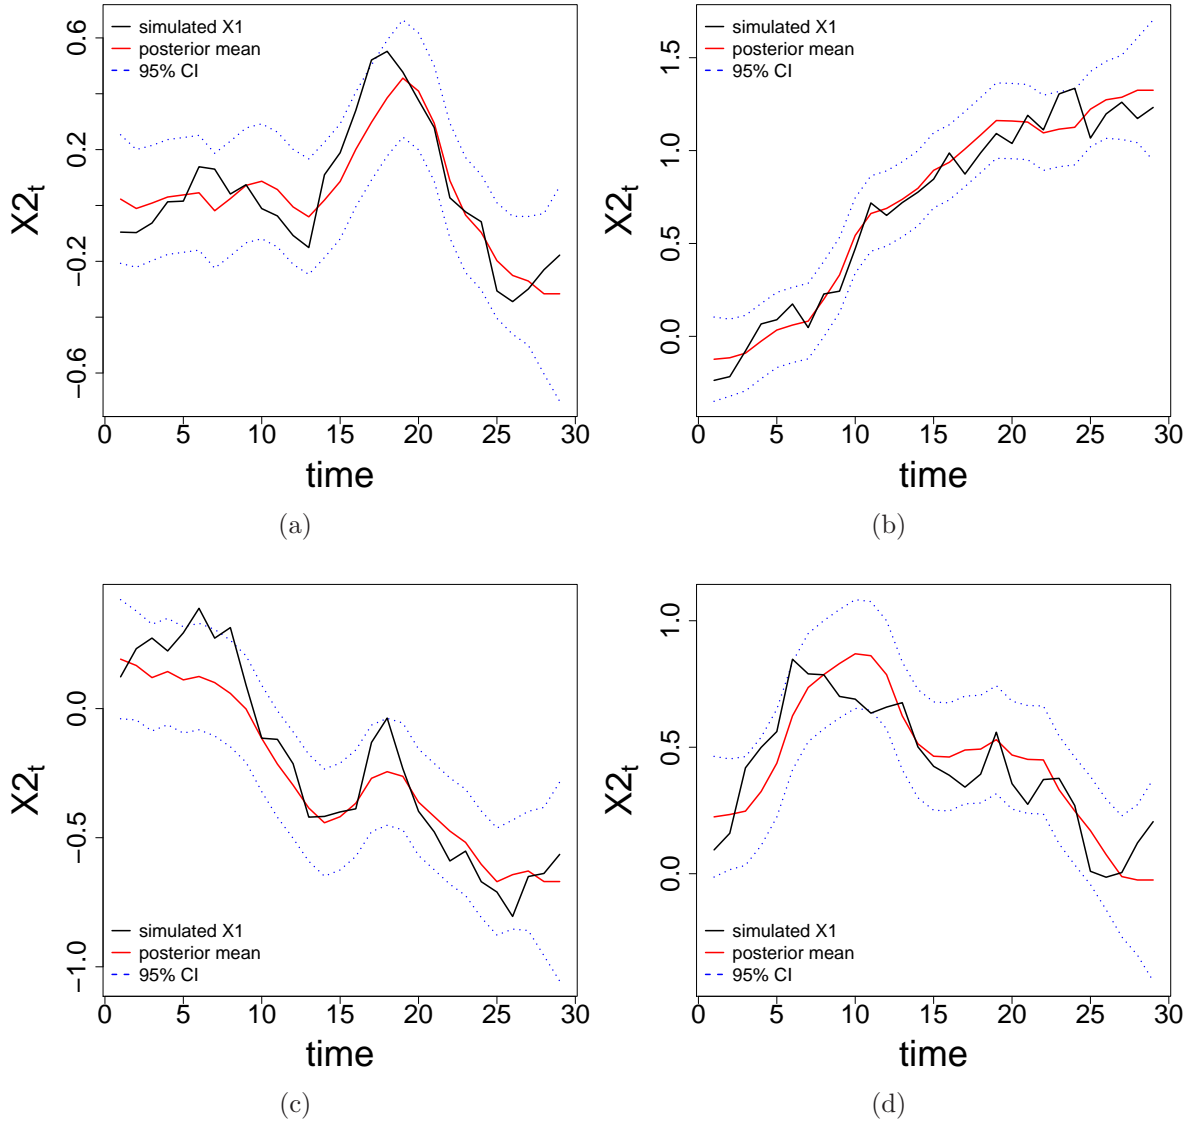 simulated X1
posterior mean
95% CI
0.6
0.2
−0.2
−0.6
X2t
0 5 10 15 20 25 30
time
(a)
simulated X1
posterior mean
95% CI
1.5
1.0
0.5
0.0
X2t
0 5 10 15 20 25 30
time
(b)
0.0
−0.5
−1.0
X2t
simulated X1
posterior mean
95% CI
0 5 10 15 20 25 30
time
(c)
1.0
0.5
0.0
X2t
simulated X1
posterior mean
95% CI
0 5 10 15 20 25 30
time
(d)